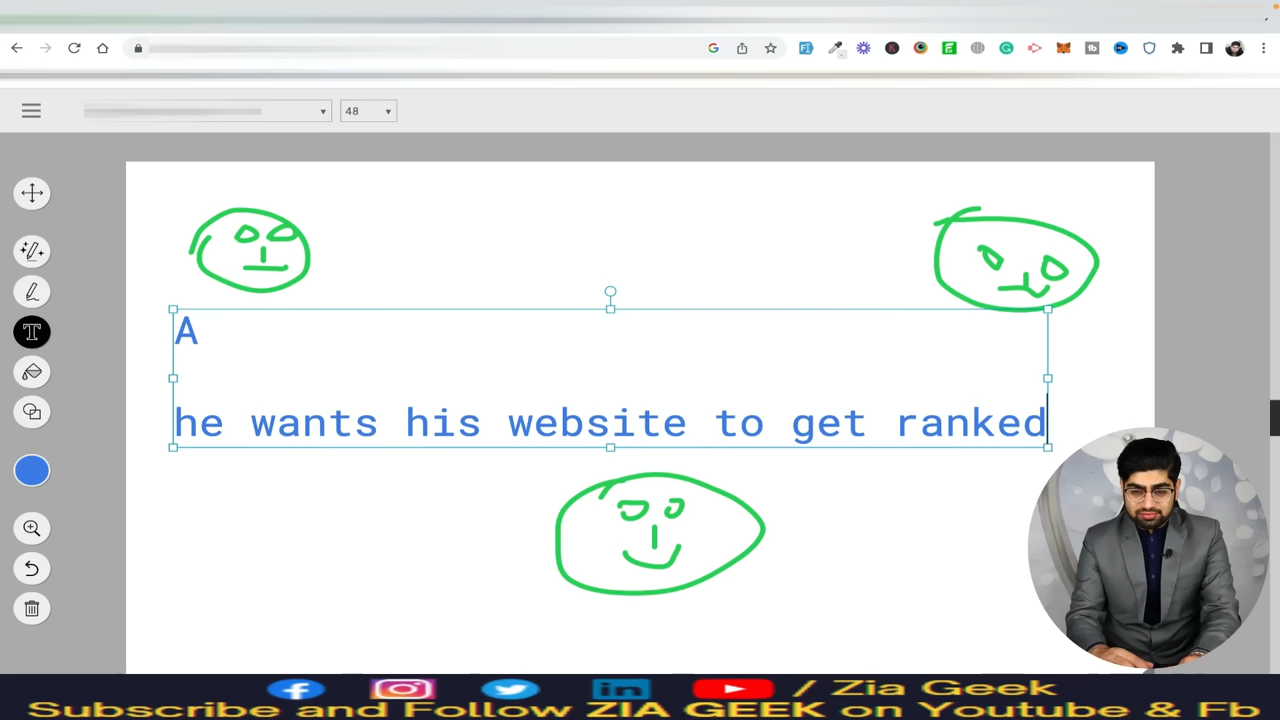 48
A
he wants his website to get ranked
/ Zia Geek
Subscribe and Follow ZIA GEEK on Youtube & Fb